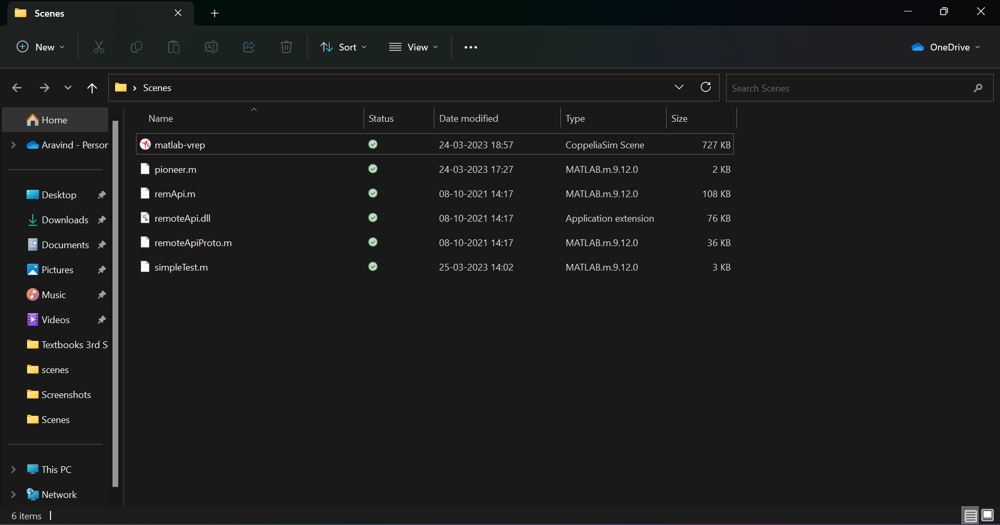 Scenes
New
Sort
View
OneDrive
Scenes
Search Scenes
Home
Aravind - Person
Desktop
Downloads
Documents
Pictures
Music
Videos
Textbooks 3rd S
scenes
Screenshots
Scenes
This PC
Network
Name Status Date modified Type Size
matlab-vrep 24-03-2023 18:57 CoppeliaSim Scene 727 KB
pioneer.m 24-03-2023 17:27 MATLAB.m.9.12.0 2 KB
remApi.m 08-10-2021 14:17 MATLAB.m.9.12.0 108 KB
remoteApi.dll 08-10-2021 14:17 Application extension 76 KB
remoteApiProto.m 08-10-2021 14:17 MATLAB.m.9.12.0 36 KB
simpleTest.m 25-03-2023 14:02 MATLAB.m.9.12.0 3 KB
6 items